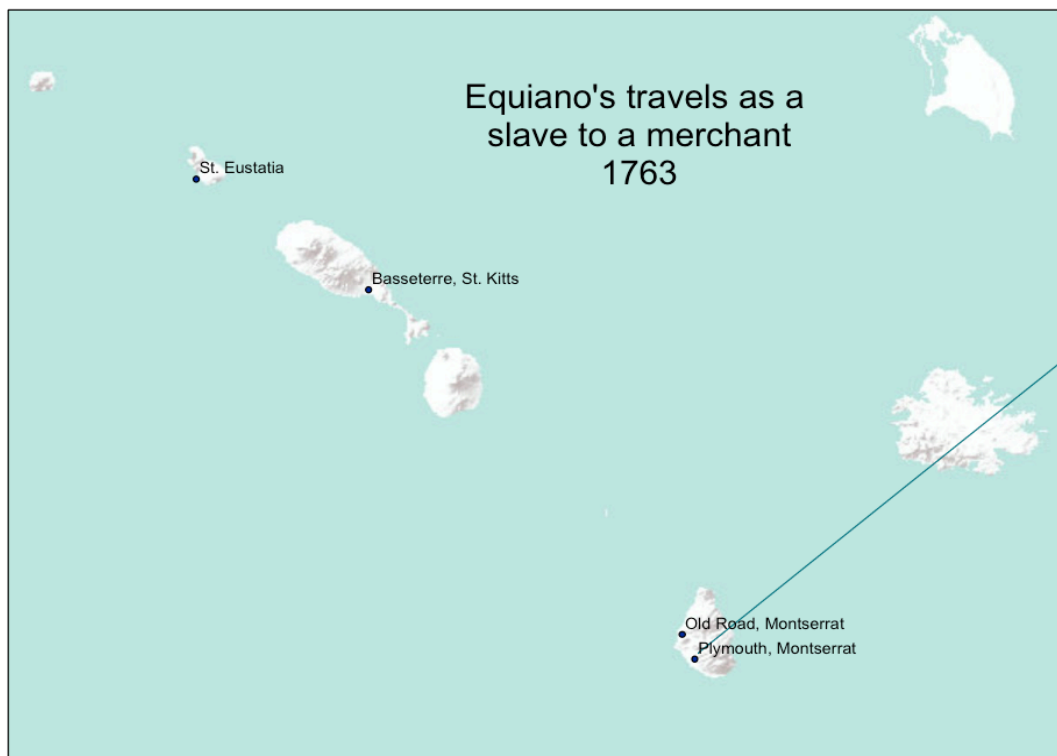 Equiano's travels as a
slave to a merchant
1763
St. Eustatia
Basseterre, St. Kitts
Old Road, Montserrat
Plymouth, Montserrat